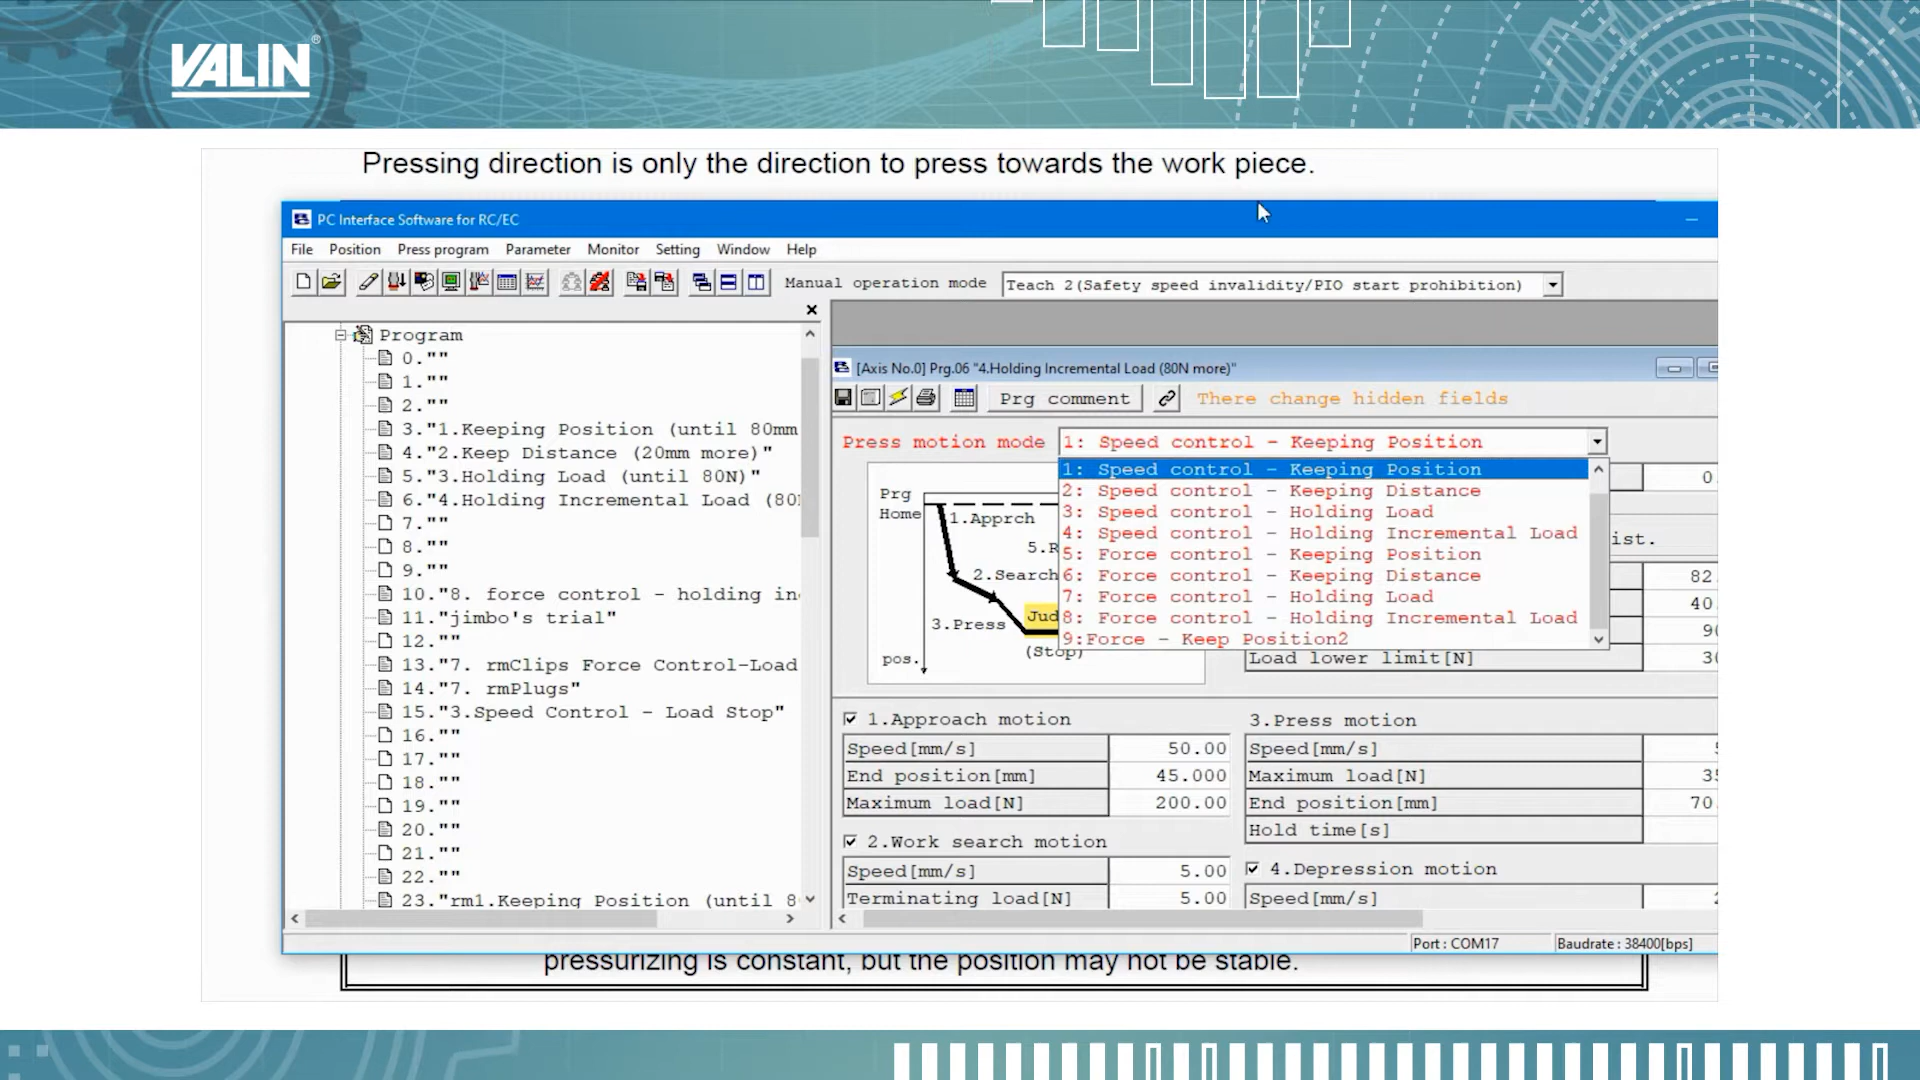 VALIN®
Pressing direction is only the direction to press towards the work piece.
PC Interface Software for RC/EC
File Position Press program Parameter Monitor Setting Window Help
Manual operation mode Teach 2(Safety speed invalidity/PIO start prohibition)
Program
0.""
1.""
2.""
3."1.Keeping Position (until 80mm
4."2.Keep Distance (20mm more)"
5."3.Holding Load (until 80N)"
6."4.Holding Incremental Load (80
7.""
8.""
9.""
10."8. force control - holding in
11."jimbo's trial"
12.""
13."7. rmClips Force Control-Load
14."7. rmPlugs"
15."3.Speed Control - Load Stop"
16.""
17.""
18.""
19.""
20.""
21.""
22.""
23."rm1.Keeping Position (until 8
[Axis No.0] Prg.06 "4.Holding Incremental Load (80N more)"
Prg comment There change hidden fields
Press motion mode 1: Speed control - Keeping Position
1: Speed control - Keeping Position
2: Speed control - Keeping Distance
3: Speed control - Holding Load
4: Speed control - Holding Incremental Load
5: Force control - Keeping Position
6: Force control - Keeping Distance
7: Force control - Holding Load
8: Force control - Holding Incremental Load
9:Force - Keep Position2
Prg
Home
1.Apprch
5.R
2.Search
Jud
3.Press
(Stop)
pos.
0.
ist.
82.
40.
90
Load lower limit[N] 30
1.Approach motion
Speed[mm/s] 50.00
End position[mm] 45.000
Maximum load[N] 200.00
2.Work search motion
Speed[mm/s] 5.00
Terminating load[N] 5.00
3.Press motion
Speed[mm/s]
Maximum load[N] 35
End position[mm] 70.
Hold time[s]
4.Depression motion
Speed[mm/s]
Port : COM17 Baudrate : 38400[bps]
pressurizing is constant, but the position may not be stable.